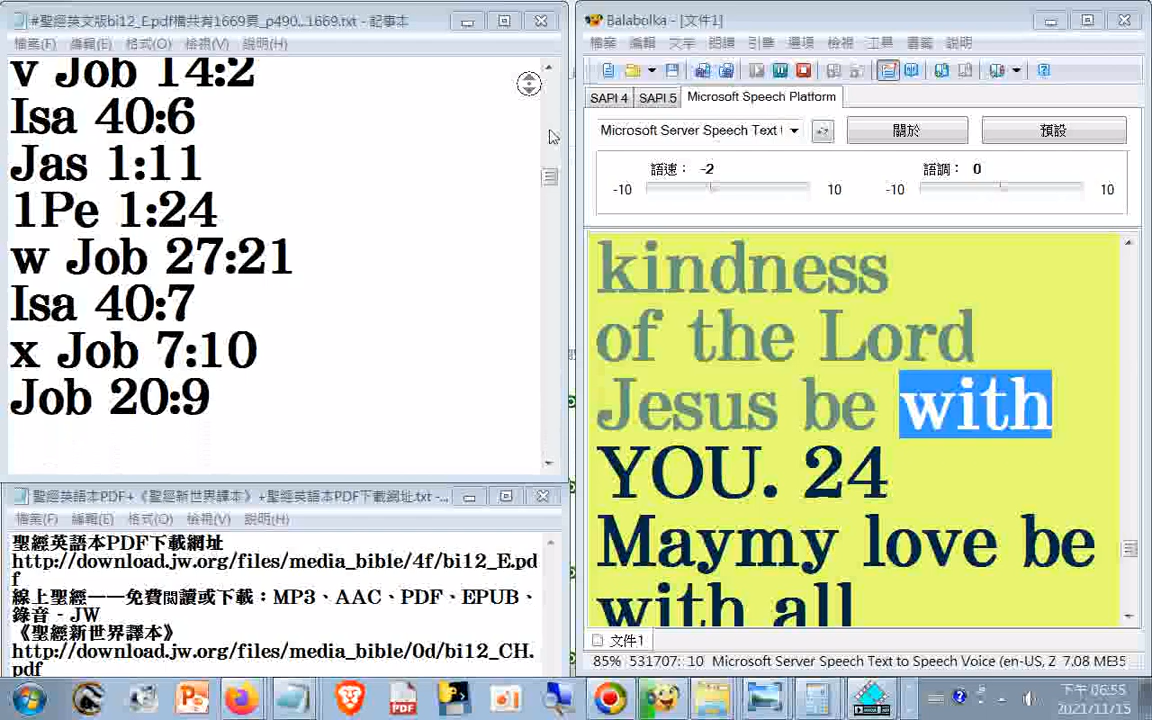 #聖經英文版bi12_E.pdf檔共有1669頁_p490...1669.txt - 記事本
檔案(F) 編輯(E) 格式(O) 檢視(V) 說明(H)
v Job 14:2
Isa 40:6
Jas 1:11
1Pe 1:24
w Job 27:21
Isa 40:7
x Job 7:10
Job 20:9
聖經英語本PDF+《聖經新世界譯本》+聖經英語本PDF下載網址.txt -...
檔案(F) 編輯(E) 格式(O) 檢視(V) 說明(H)
聖經英語本PDF下載網址
http://download.jw.org/files/media_bible/4f/bi12_E.pd
f
線上聖經——免費閱讀或下載：MP3、AAC、PDF、EPUB、
錄音 - JW
《聖經新世界譯本》
http://download.jw.org/files/media_bible/0d/bi12_CH.
pdf
Balabolka - [文件1]
檔案 編輯 文字 朗讀 引擎 選項 檢視 工具 書籤 說明
SAPI 4 SAPI 5 Microsoft Speech Platform
Microsoft Server Speech Text 關於 預設
語速： -2 語調： 0
-10 10 -10 10
kindness
of the Lord
Jesus be with
YOU. 24
Maymy love be
with all
文件1
85% 531707: 10 Microsoft Server Speech Text to Speech Voice (en-US, Z 7.08 MB
下午 06:55
2021/11/15